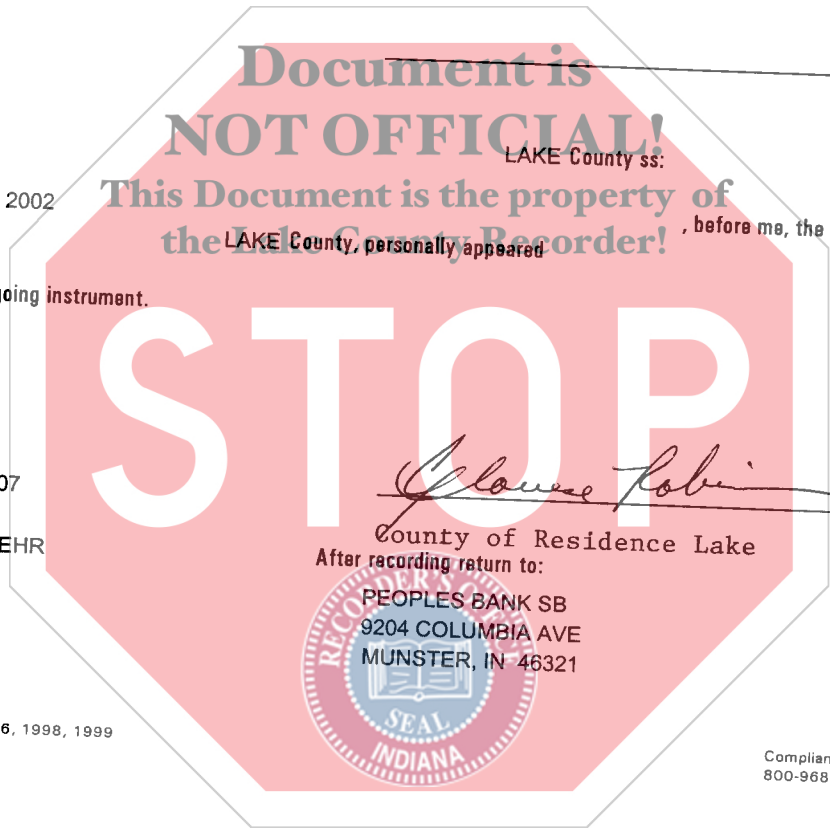 Document is
NOT OFFICIAL!
LAKE County ss:
2002
This Document is the property of
, before me, the
the Lake County Recorder!
LAKE County, personally appeared
going instrument.
STOP
07
EHR
County of Residence Lake
After recording return to:
PEOPLES BANK SB
9204 COLUMBIA AVE
MUNSTER, IN 46321
RECORDER'S OFFICE
SEAL
INDIANA
6, 1998, 1999
Complian
800-968